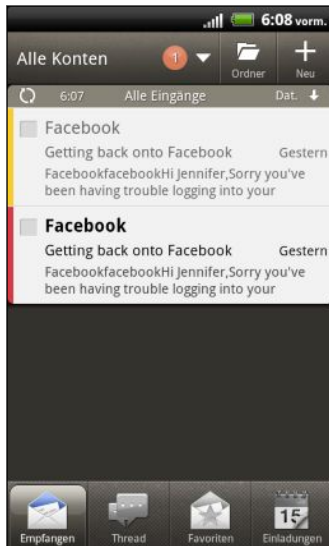 6:08 vorm.
Alle Konten 1
Ordner Neu
6:07 Alle Eingänge Dat.
Facebook
Getting back onto Facebook Gestern
FacebookfacebookHi Jennifer,Sorry you've
been having trouble logging into your
Facebook
Getting back onto Facebook Gestern
FacebookfacebookHi Jennifer,Sorry you've
been having trouble logging into your
15
Empfangen Thread Favoriten Einladungen